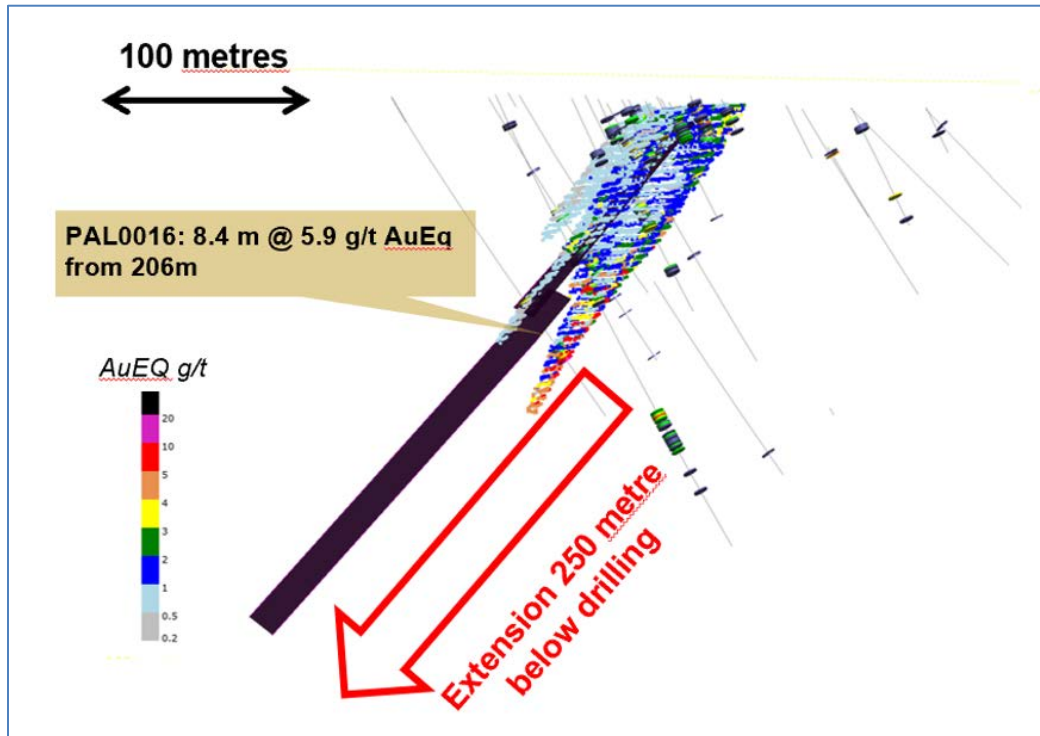 100 metres
PAL0016: 8.4 m @ 5.9 g/t AuEq
from 206m
AuEQ g/t
20
10
5
4
3
2
1
0.5
0.2
Extension 250 metre
below drilling